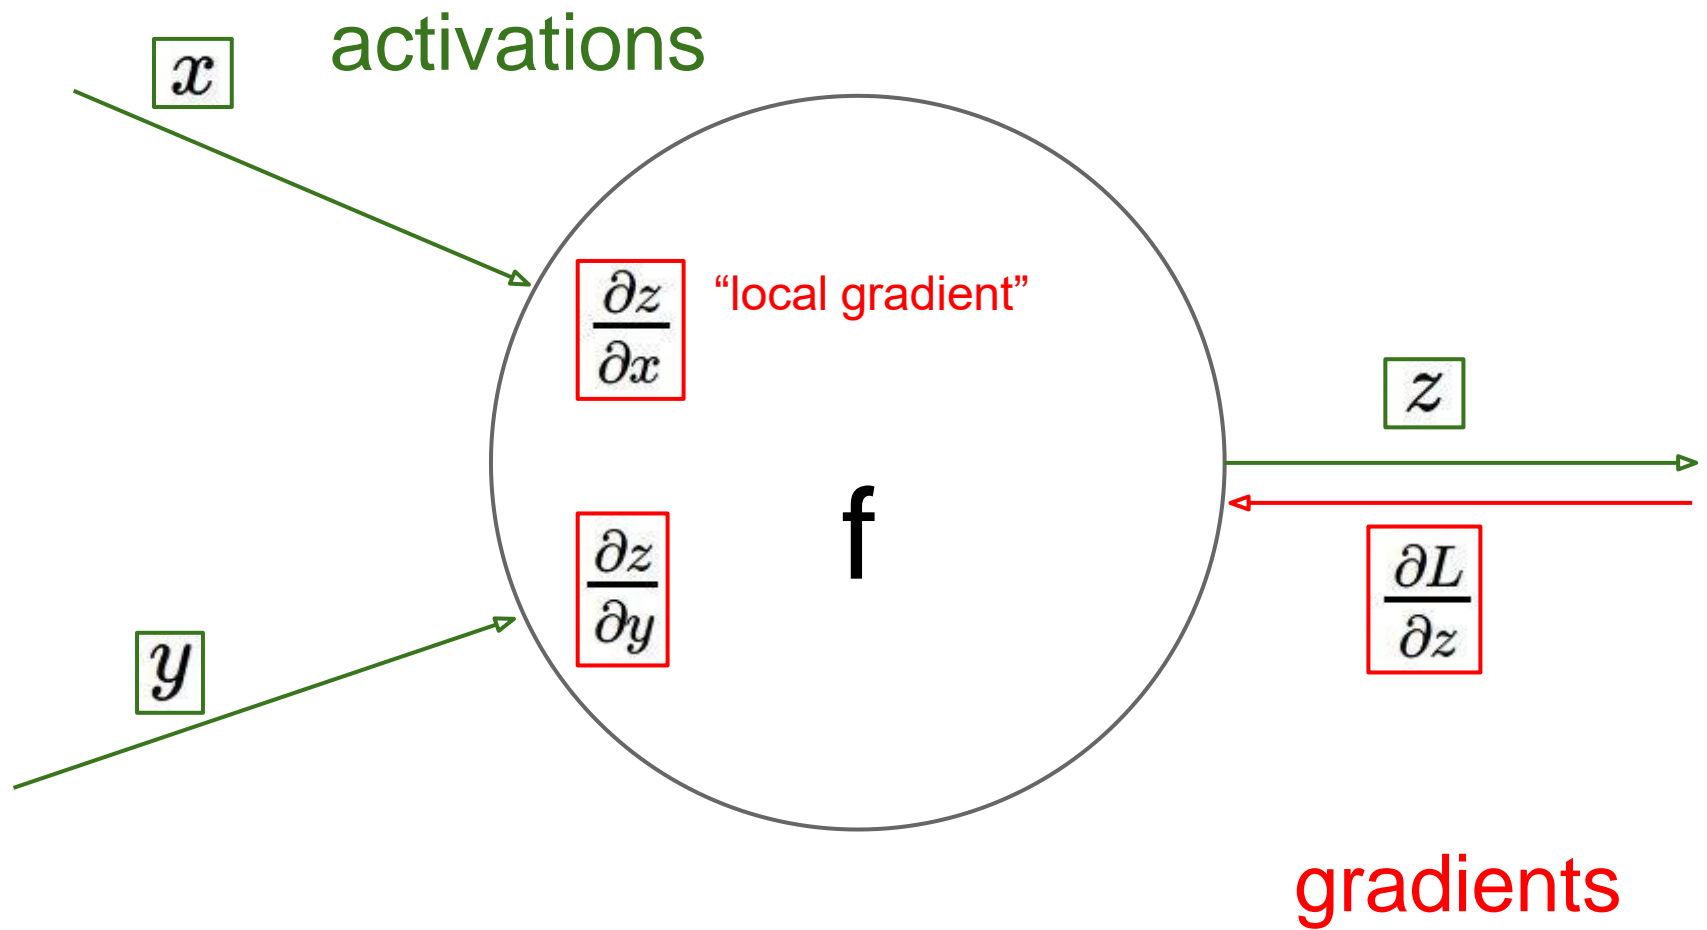 activations
x
∂z/∂x
“local gradient”
z
f
∂z/∂y
∂L/∂z
y
gradients